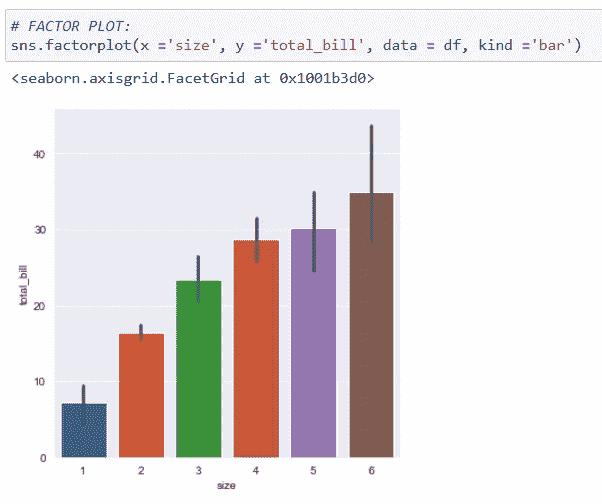 # FACTOR PLOT:
sns.factorplot(x ='size', y ='total_bill', data = df, kind ='bar')
<seaborn.axisgrid.FacetGrid at 0x1001b3d0>
40
30
20
10
0
total_bill
1 2 3 4 5 6
size